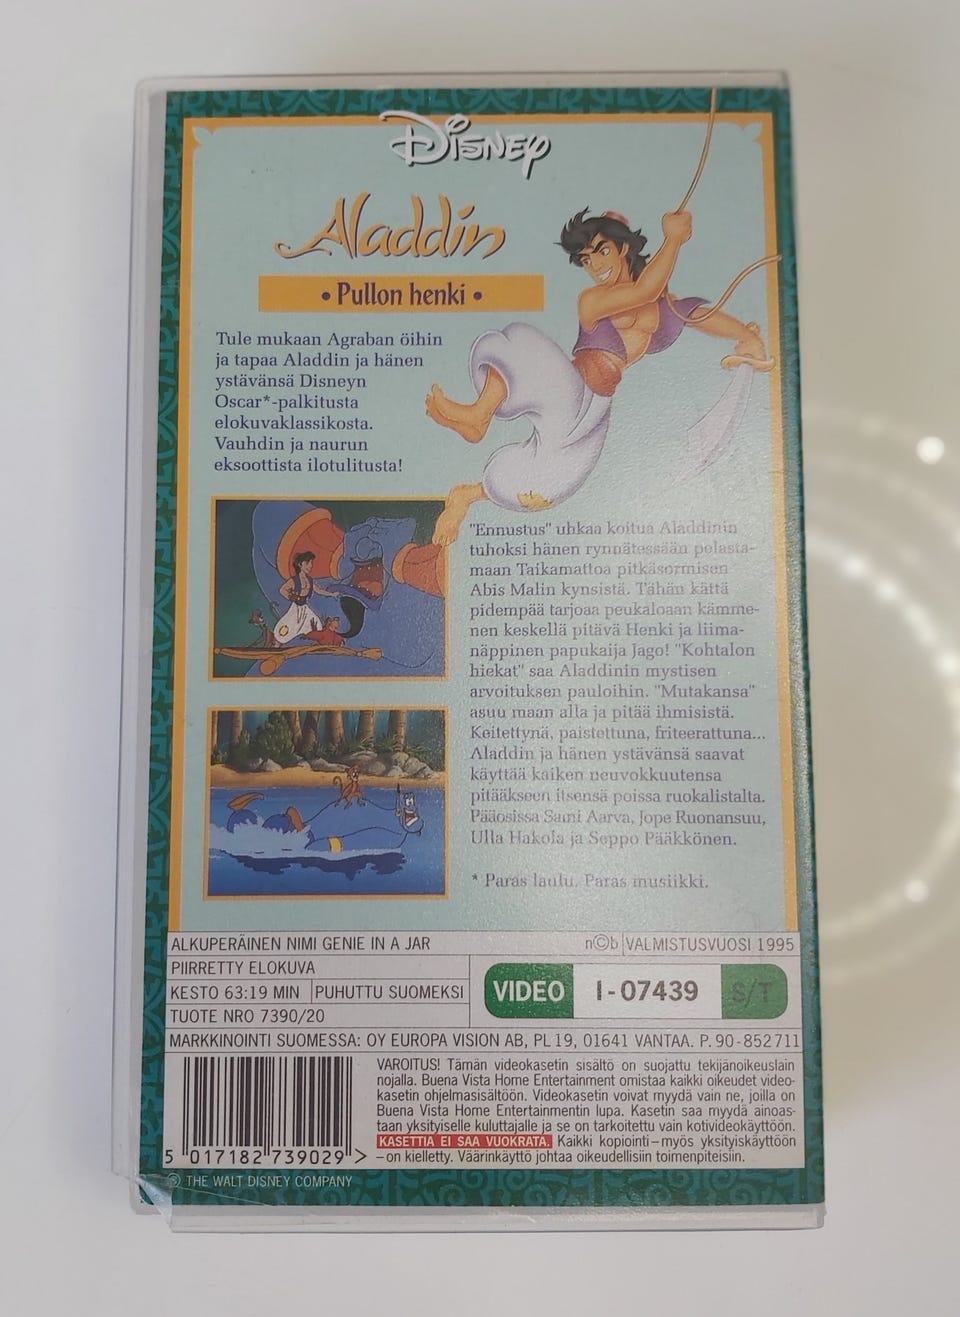 Disney
Aladdin
• Pullon henki •
Tule mukaan Agraban öihin
ja tapaa Aladdin ja hänen
ystävänsä Disneyn
Oscar*-palkitusta
elokuvaklassikosta.
Vauhdin ja naurun
eksoottista ilotulitusta!
"Ennustus" uhkaa koitua Aladdinin
tuhoksi hänen rynnätessään pelasta-
maan Taikamattoa pitkäsormisen
Abis Malin kynsistä. Tähän kättä
pidempää tarjoaa peukaloaan kämme-
nen keskellä pitävä Henki ja liima-
näppinen papukaija Jago! "Kohtalon
hiekat" saa Aladdinin mystisen
arvoituksen pauloihin. "Mutakansa"
asuu maan alla ja pitää ihmisistä.
Keitettynä, paistettuna, friteerattuna...
Aladdin ja hänen ystävänsä saavat
käyttää kaiken neuvokkuutensa
pitääkseen itsensä poissa ruokalistalta.
Pääosissa Sami Aarva, Jope Ruonansuu,
Ulla Hakola ja Seppo Pääkkönen.
* Paras laulu. Paras musiikki.
ALKUPERÄINEN NIMI GENIE IN A JAR
n©b VALMISTUSVUOSI 1995
PIIRRETTY ELOKUVA
KESTO 63:19 MIN PUHUTTU SUOMEKSI
TUOTE NRO 7390/20
VIDEO I-07439 S/T
MARKKINOINTI SUOMESSA: OY EUROPA VISION AB, PL 19, 01641 VANTAA. P. 90-852711
VAROITUS! Tämän videokasetin sisältö on suojattu tekijänoikeuslain
nojalla. Buena Vista Home Entertainment omistaa kaikki oikeudet video-
kasetin ohjelmasisältöön. Videokasetin voivat myydä vain ne, joilla on
Buena Vista Home Entertainmentin lupa. Kasetin saa myydä ainoas-
taan yksityiselle kuluttajalle ja se on tarkoitettu vain kotivideokäyttöön.
KASETTIA EI SAA VUOKRATA. Kaikki kopiointi – myös yksityiskäyttöön
– on kielletty. Väärinkäyttö johtaa oikeudellisiin toimenpiteisiin.
5 017182 739029 >
® THE WALT DISNEY COMPANY